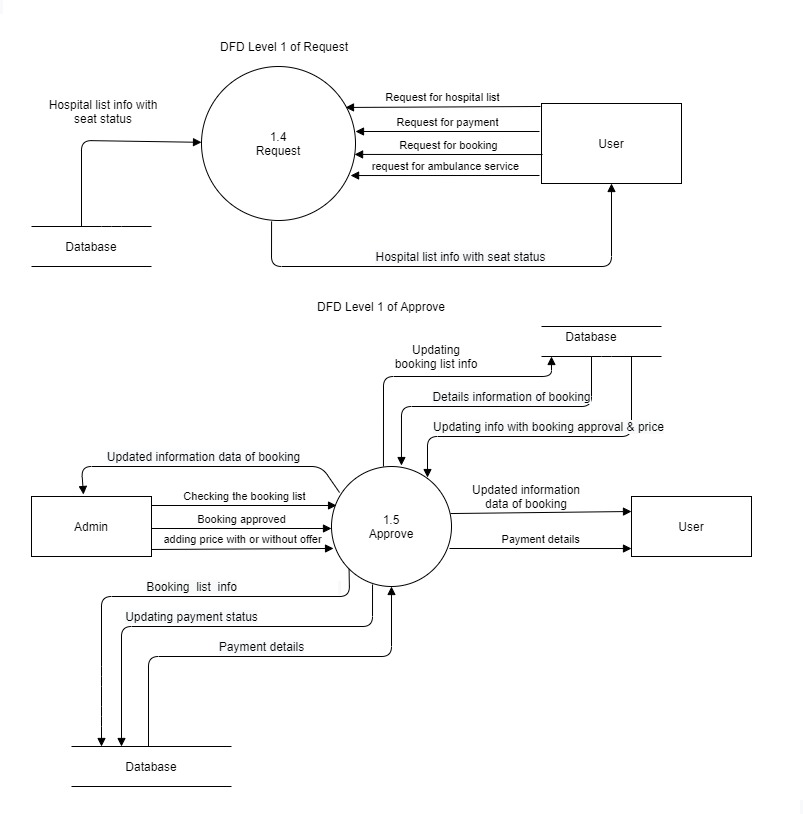 DFD Level 1 of Request
Hospital list info with
seat status
1.4
Request
Request for hospital list
Request for payment
Request for booking
request for ambulance service
User
Database
Hospital list info with seat status
DFD Level 1 of Approve
Database
Updating
booking list info
Details information of booking
Updating info with booking approval & price
Updated information data of booking
Admin
Checking the booking list
Booking approved
adding price with or without offer
1.5
Approve
Updated information
data of booking
Payment details
User
Booking list info
Updating payment status
Payment details
Database